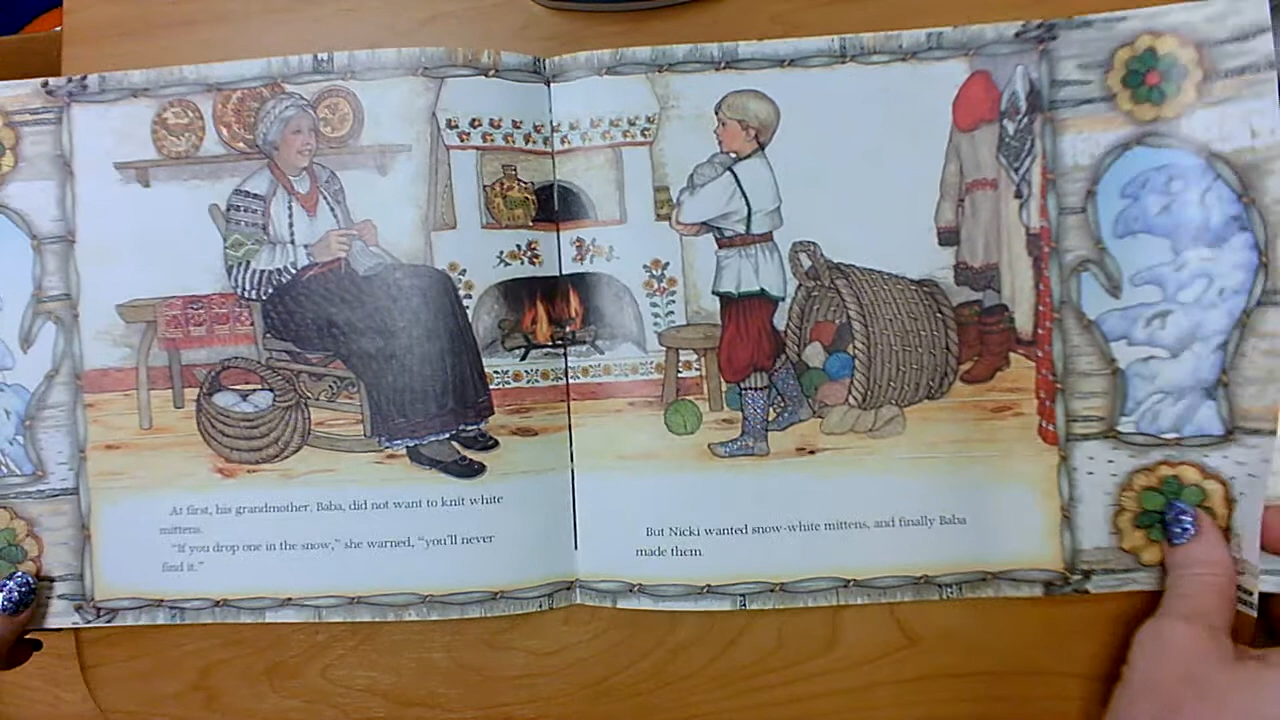 At first, his grandmother, Baba, did not want to knit white
mittens.
"If you drop one in the snow," she warned, "you'll never
find it."
But Nicki wanted snow-white mittens, and finally Baba
made them.